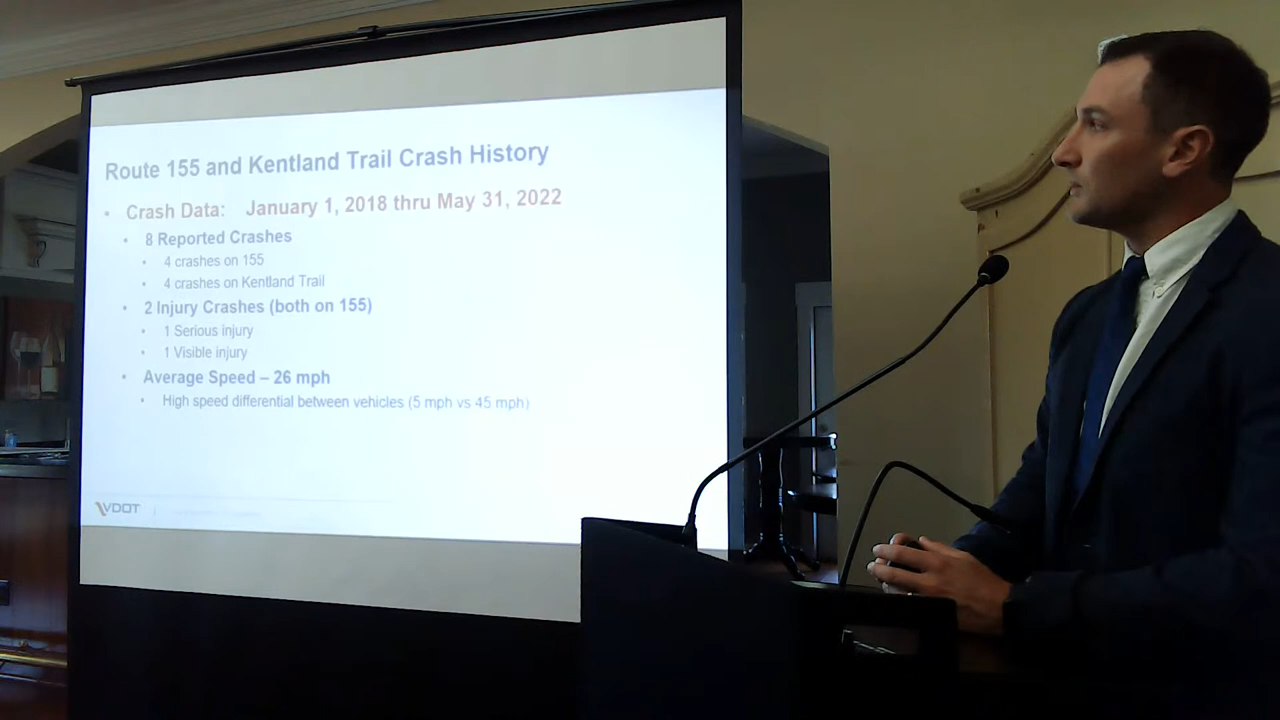 Route 155 and Kentland Trail Crash History
• Crash Data: January 1, 2018 thru May 31, 2022
• 8 Reported Crashes
• 4 crashes on 155
• 4 crashes on Kentland Trail
• 2 Injury Crashes (both on 155)
• 1 Serious injury
• 1 Visible injury
• Average Speed – 26 mph
• High speed differential between vehicles (5 mph vs 45 mph)
VDOT